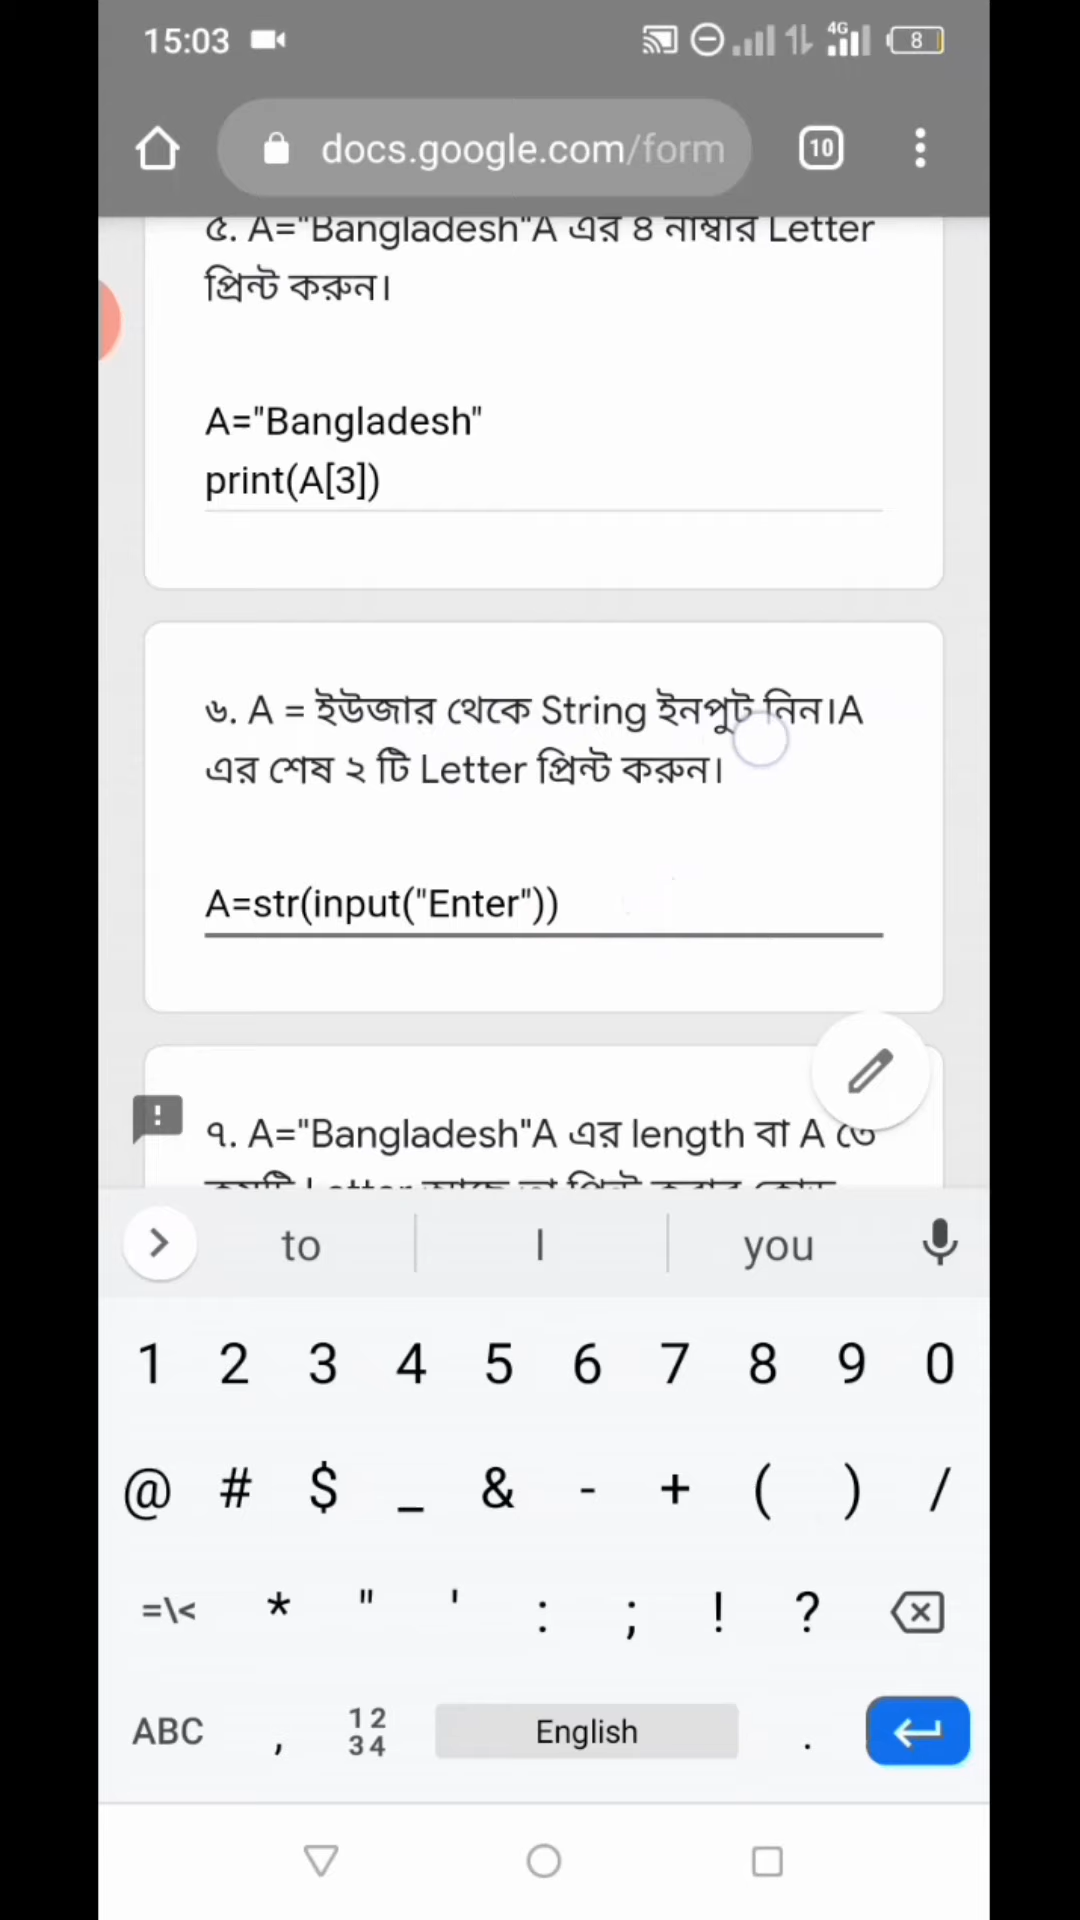 15:03
4G
8
docs.google.com/form
10
৫. A="Bangladesh"A এর ৪ নাম্বার Letter
প্রিন্ট করুন।
A="Bangladesh"
print(A[3])
৬. A = ইউজার থেকে String ইনপুট নিন।A
এর শেষ ২ টি Letter প্রিন্ট করুন।
A=str(input("Enter"))
৭. A="Bangladesh"A এর length বা A তে
to I you
1 2 3 4 5 6 7 8 9 0
@ # $ _ & - + ( ) /
=\< * " ' : ; ! ?
ABC , 12 34 English .